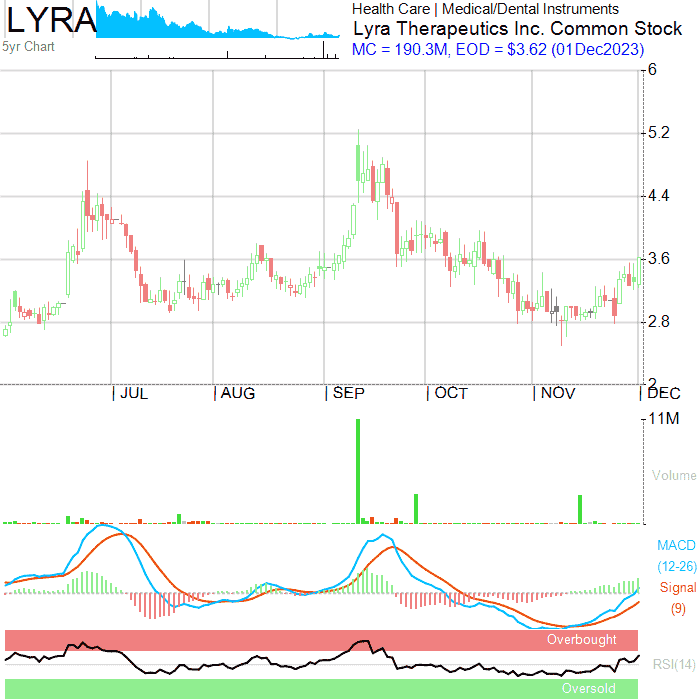 LYRA
5yr Chart
Health Care | Medical/Dental Instruments
Lyra Therapeutics Inc. Common Stock
MC = 190.3M, EOD = $3.62 (01Dec2023)
6
5.2
4.4
3.6
2.8
2
JUL
AUG
SEP
OCT
NOV
DEC
11M
Volume
MACD
(12-26)
Signal
(9)
Overbought
RSI(14)
Oversold